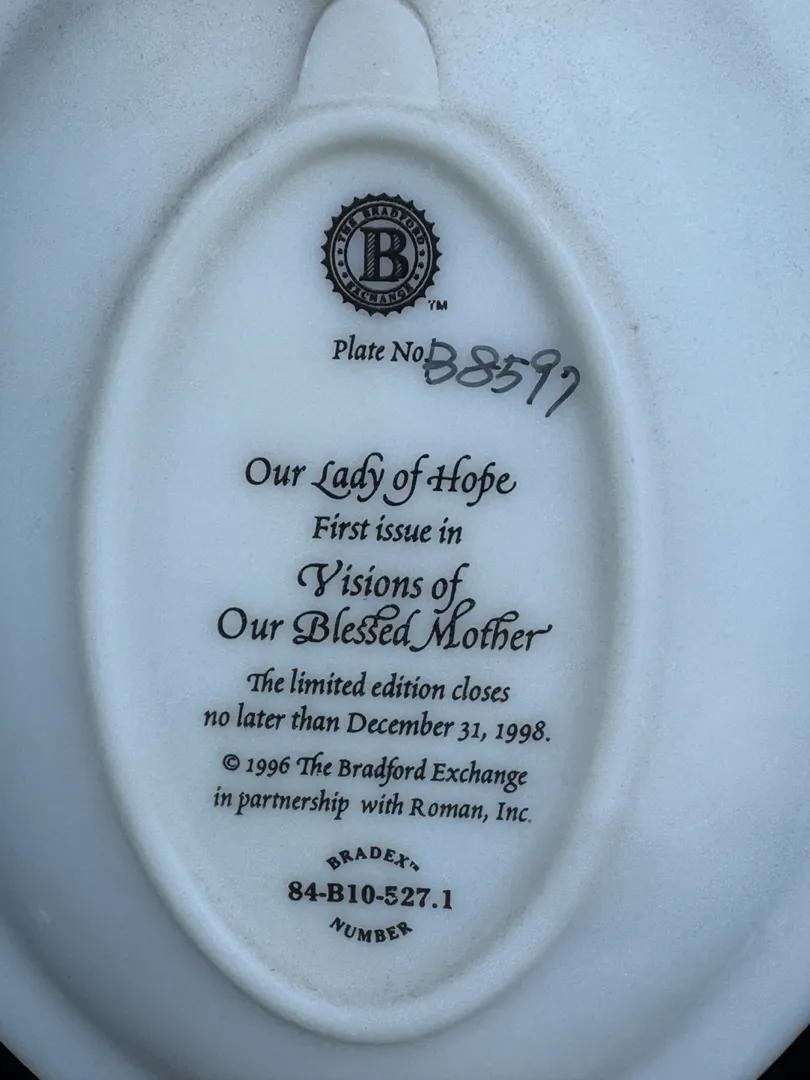 THE BRADFORD
B
EXCHANGE
TM
Plate No. B8597
Our Lady of Hope
First issue in
Visions of
Our Blessed Mother
The limited edition closes
no later than December 31, 1998.
© 1996 The Bradford Exchange
in partnership with Roman, Inc.
BRADEX™
84-B10-527.1
NUMBER